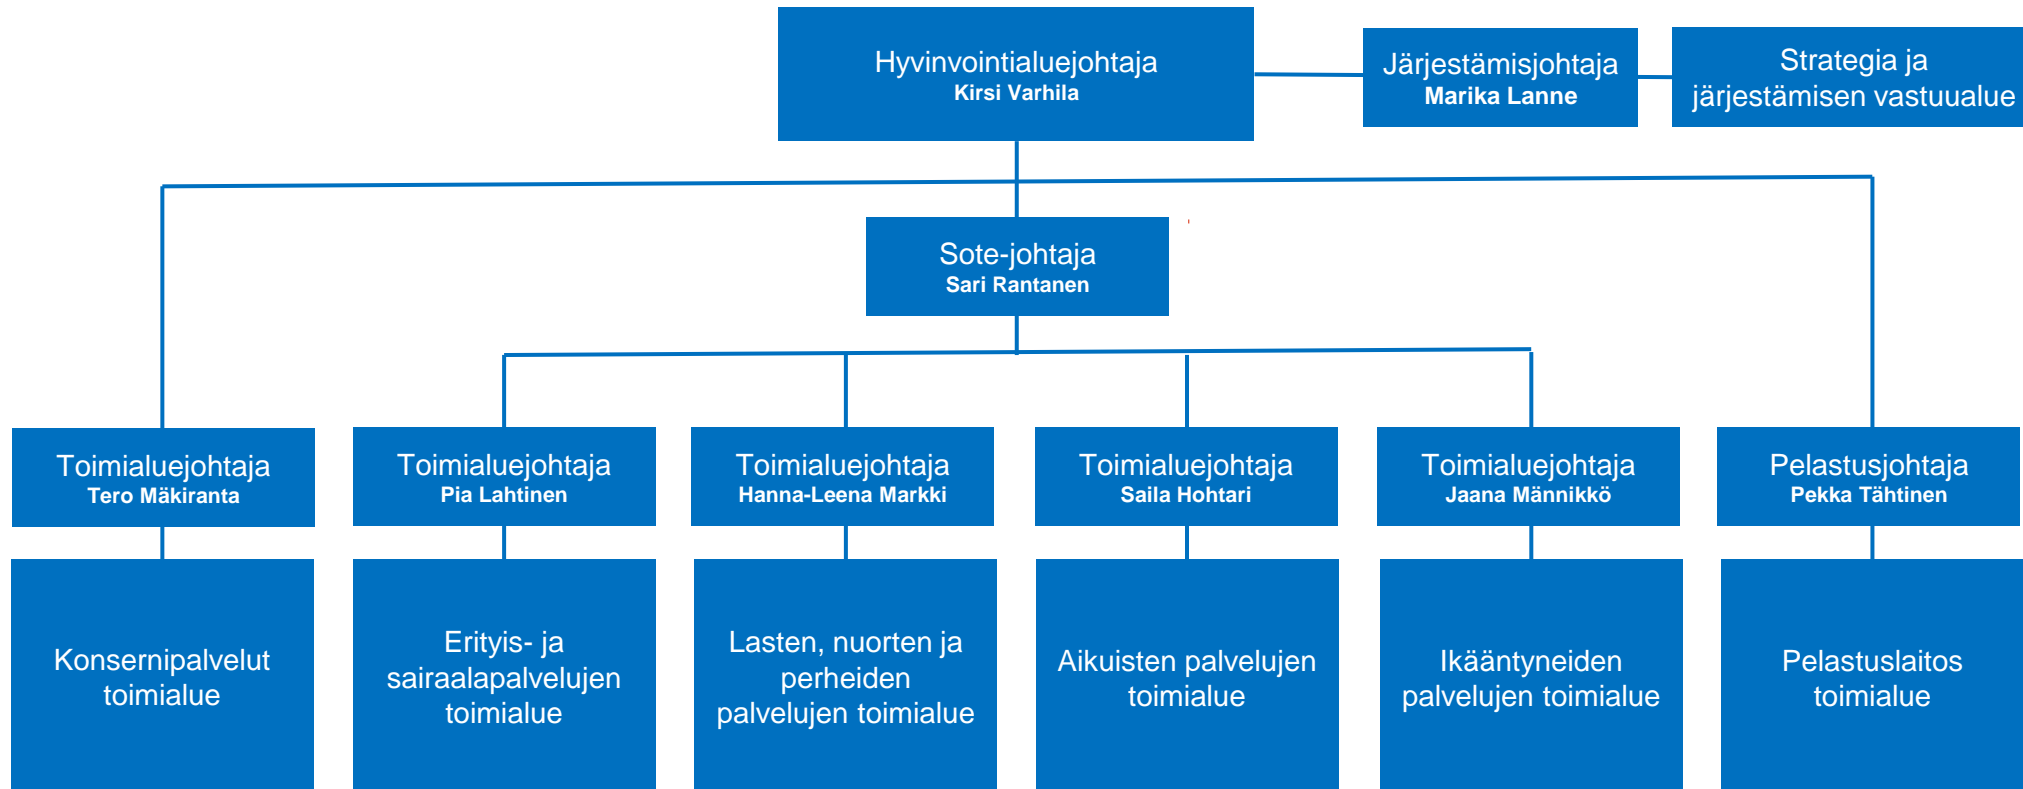 Hyvinvointialuejohtaja
Kirsi Varhila
Järjestämisjohtaja
Marika Lanne
Strategia ja
järjestämisen vastuualue
Sote-johtaja
Sari Rantanen
Toimialuejohtaja
Tero Mäkiranta
Toimialuejohtaja
Pia Lahtinen
Toimialuejohtaja
Hanna-Leena Markki
Toimialuejohtaja
Saila Hohtari
Toimialuejohtaja
Jaana Männikkö
Pelastusjohtaja
Pekka Tähtinen
Konsernipalvelut
toimialue
Erityis- ja
sairaalapalvelujen
toimialue
Lasten, nuorten ja
perheiden
palvelujen toimialue
Aikuisten palvelujen
toimialue
Ikääntyneiden
palvelujen toimialue
Pelastuslaitos
toimialue